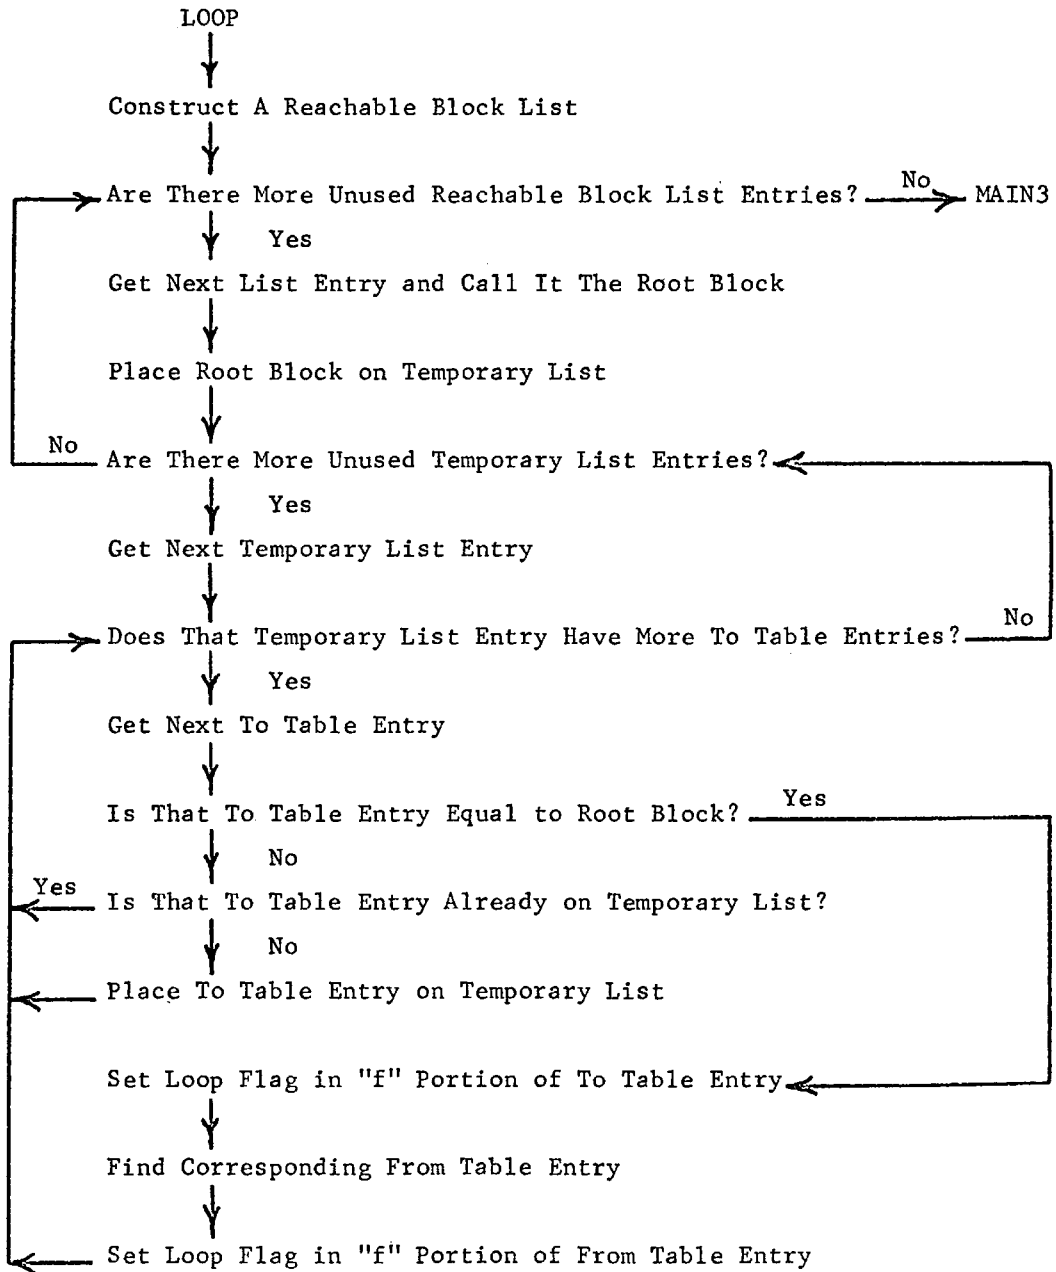 LOOP
Construct A Reachable Block List
Are There More Unused Reachable Block List Entries? No MAIN3
Yes
Get Next List Entry and Call It The Root Block
Place Root Block on Temporary List
No Are There More Unused Temporary List Entries?
Yes
Get Next Temporary List Entry
Does That Temporary List Entry Have More To Table Entries? No
Yes
Get Next To Table Entry
Is That To Table Entry Equal to Root Block? Yes
No
Yes Is That To Table Entry Already on Temporary List?
No
Place To Table Entry on Temporary List
Set Loop Flag in "f" Portion of To Table Entry
Find Corresponding From Table Entry
Set Loop Flag in "f" Portion of From Table Entry